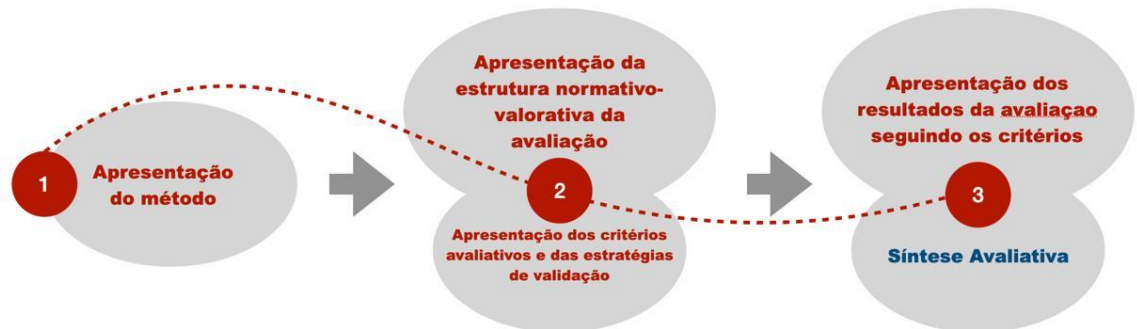 1
Apresentação
do método
Apresentação da
estrutura normativo-
valorativa da
avaliação
2
Apresentação dos critérios
avaliativos e das estratégias
de validação
Apresentação dos
resultados da avaliaçao
seguindo os critérios
3
Síntese Avaliativa